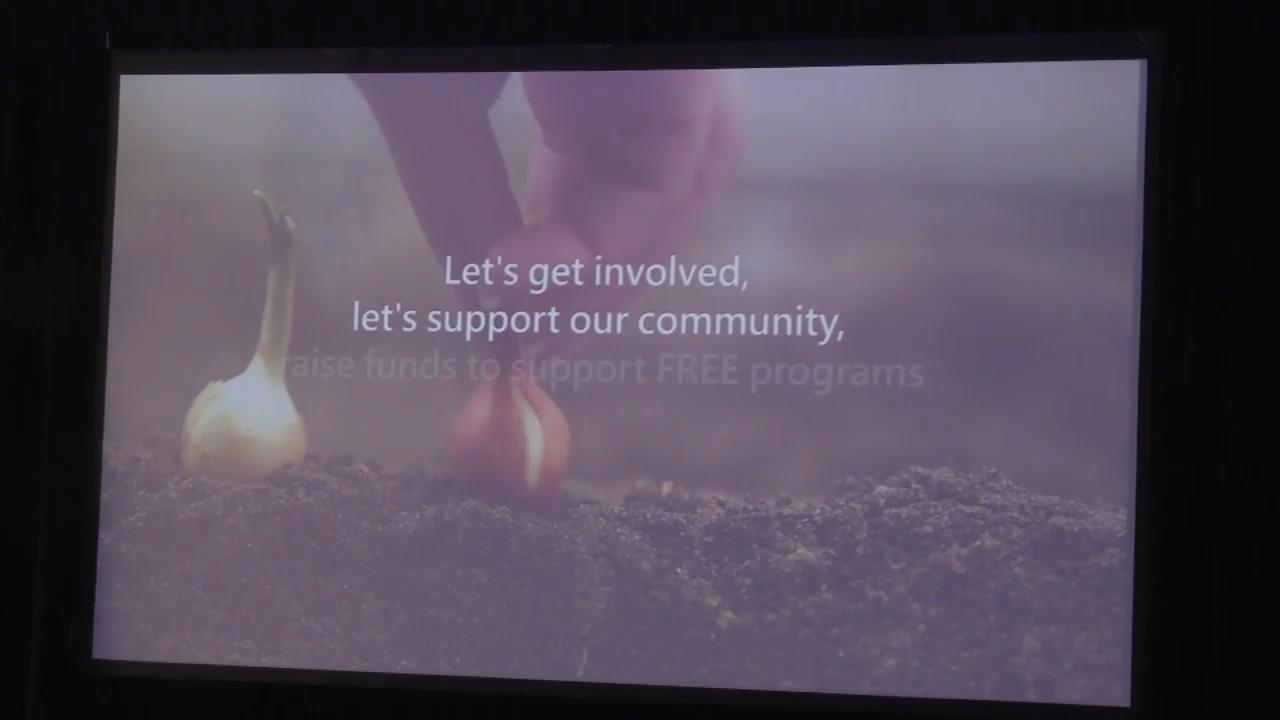 Let's get involved,
let's support our community,
raise funds to support FREE programs